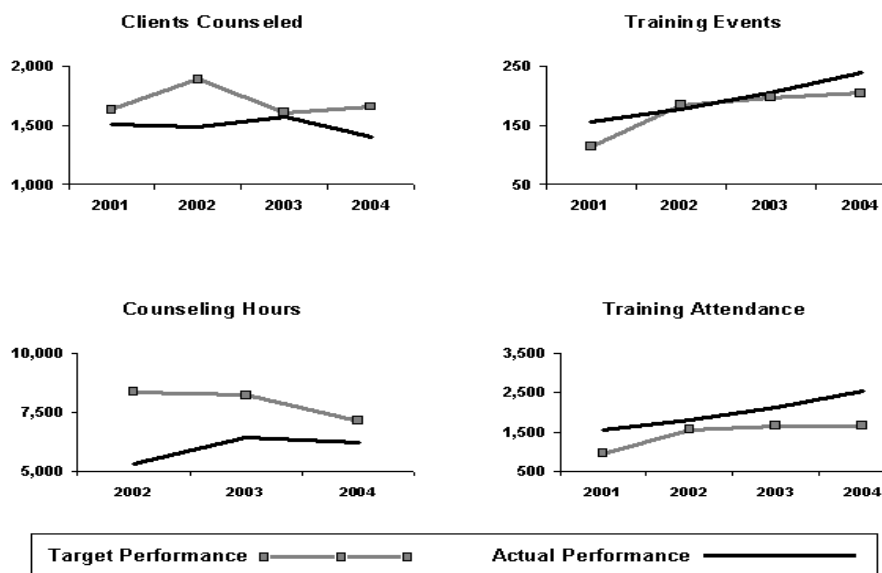 Clients Counseled
2,000
1,500
1,000
2001 2002 2003 2004
Training Events
250
150
50
2001 2002 2003 2004
Counseling Hours
10,000
7,500
5,000
2002 2003 2004
Training Attendance
3,500
2,500
1,500
500
2001 2002 2003 2004
Target Performance Actual Performance